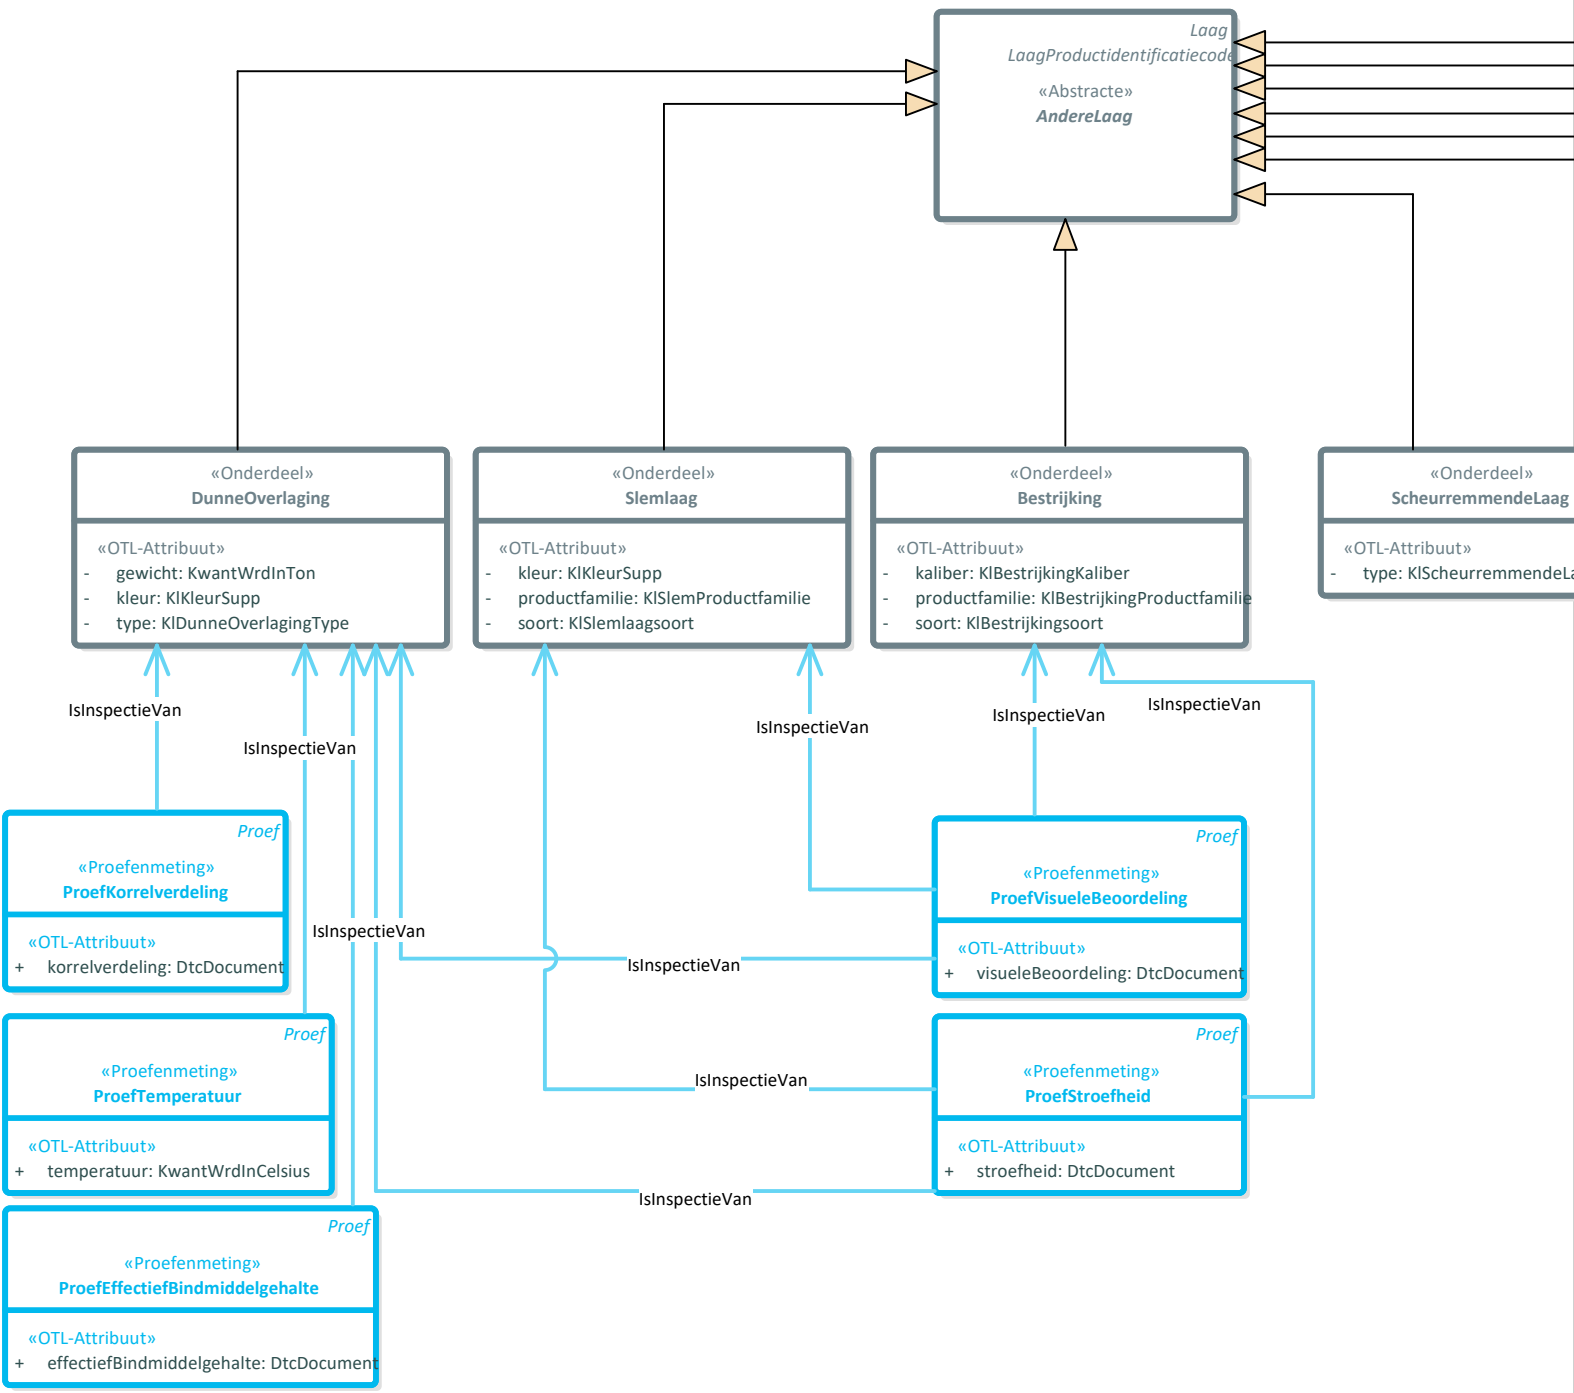 Laag
LaagProductidentificatiecode
«Abstracte»
AndereLaag
«Onderdeel»
DunneOverlaging
«OTL-Attribuut»
- gewicht: KwantWrdInTon
- kleur: KlKleurSupp
- type: KlDunneOverlagingType
«Onderdeel»
Slemlaag
«OTL-Attribuut»
- kleur: KlKleurSupp
- productfamilie: KlSlemProductfamilie
- soort: KlSlemlaagsoort
«Onderdeel»
Bestrijking
«OTL-Attribuut»
- kaliber: KlBestrijkingKaliber
- productfamilie: KlBestrijkingProductfamilie
- soort: KlBestrijkingsoort
«Onderdeel»
ScheurremmendeLaag
«OTL-Attribuut»
- type: KlScheurremmendeLa
IsInspectieVan
IsInspectieVan
IsInspectieVan
IsInspectieVan
IsInspectieVan
Proef
«Proefenmeting»
ProefKorrelverdeling
«OTL-Attribuut»
+ korrelverdeling: DtcDocument
IsInspectieVan
IsInspectieVan
Proef
«Proefenmeting»
ProefVisueleBeoordeling
«OTL-Attribuut»
+ visueleBeoordeling: DtcDocument
Proef
«Proefenmeting»
ProefTemperatuur
«OTL-Attribuut»
+ temperatuur: KwantWrdInCelsius
IsInspectieVan
IsInspectieVan
Proef
«Proefenmeting»
ProefStroefheid
«OTL-Attribuut»
+ stroefheid: DtcDocument
Proef
«Proefenmeting»
ProefEffectiefBindmiddelgehalte
«OTL-Attribuut»
+ effectiefBindmiddelgehalte: DtcDocument